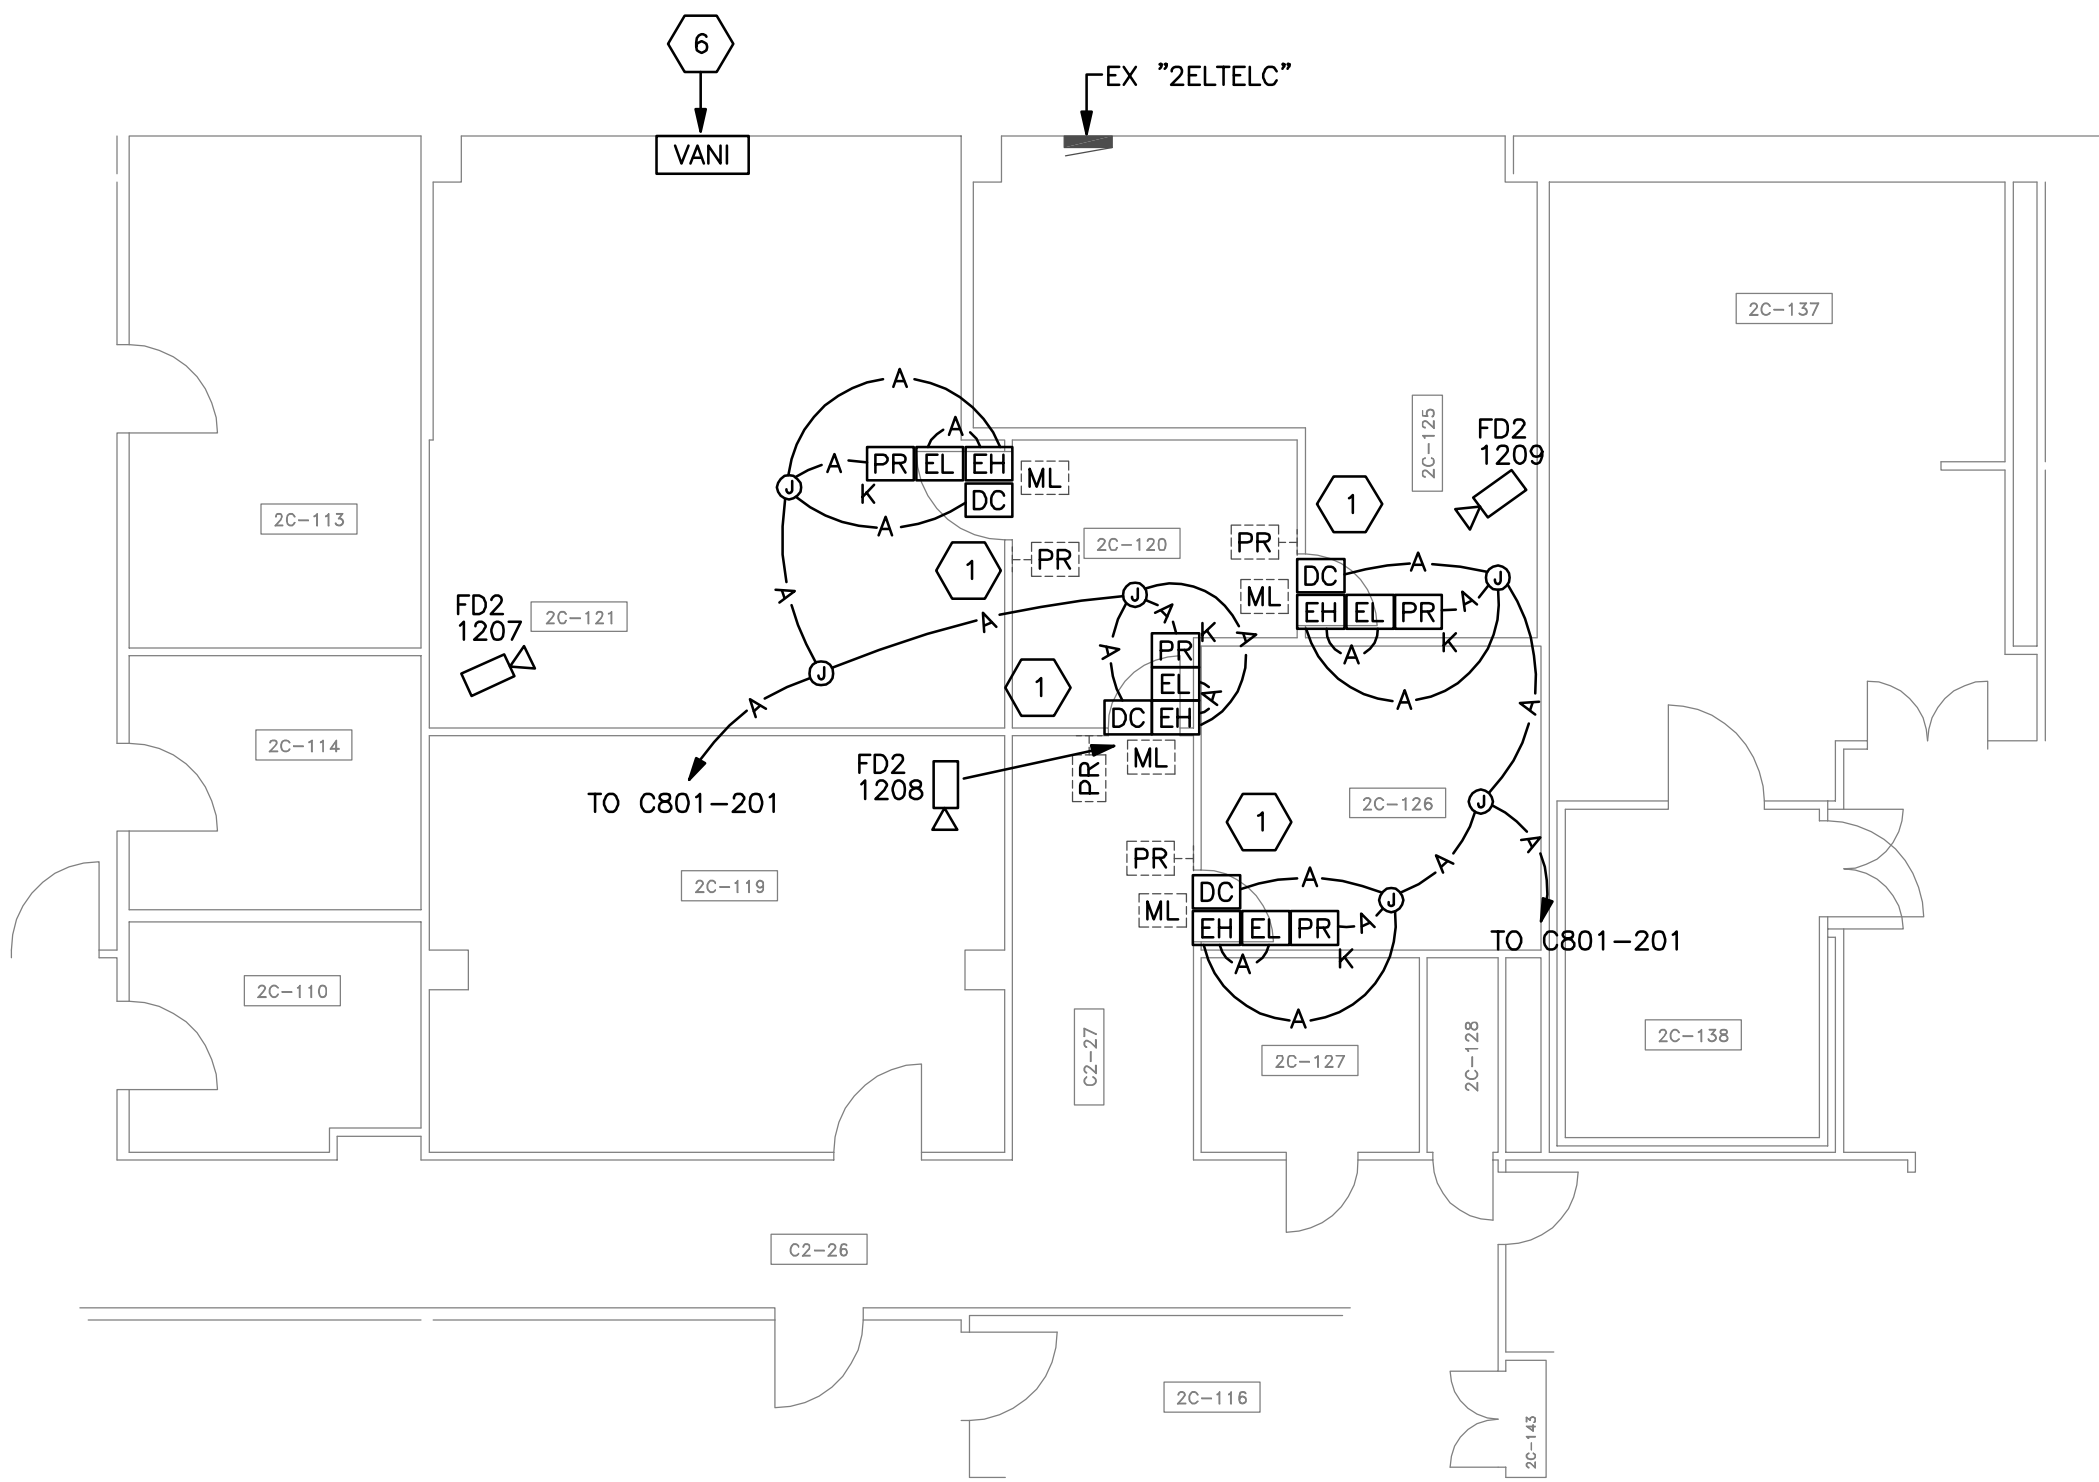 6
EX "2ELTELC"
VANI
2C-137
A
A
FD2
1209
2C-125
A
PR
EL
EH
ML
K
J
DC
1
2C-113
A
PR
2C-120
PR
1
DC
A
J
ML
EH
EL
PR
A
K
A
A
FD2
1207
2C-121
A
J
A
A
K
A
A
PR
EL
A
DC
EH
1
J
A
A
2C-114
ML
PR
FD2
1208
TO C801-201
2C-126
J
1
A
A
PR
2C-119
DC
A
J
ML
EH
EL
PR
A
K
A
TO C801-201
2C-110
A
C2-27
2C-127
2C-128
2C-138
C2-26
2C-116
2C-143